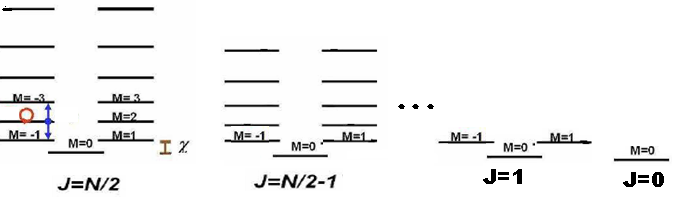 M= -3 M= 3
M=2
M= -1 M=1
M=0
χ
J=N/2
M= -1 M=1
M=0
J=N/2-1
...
M= -1 M=1
M=0
J=1
M=0
J=0